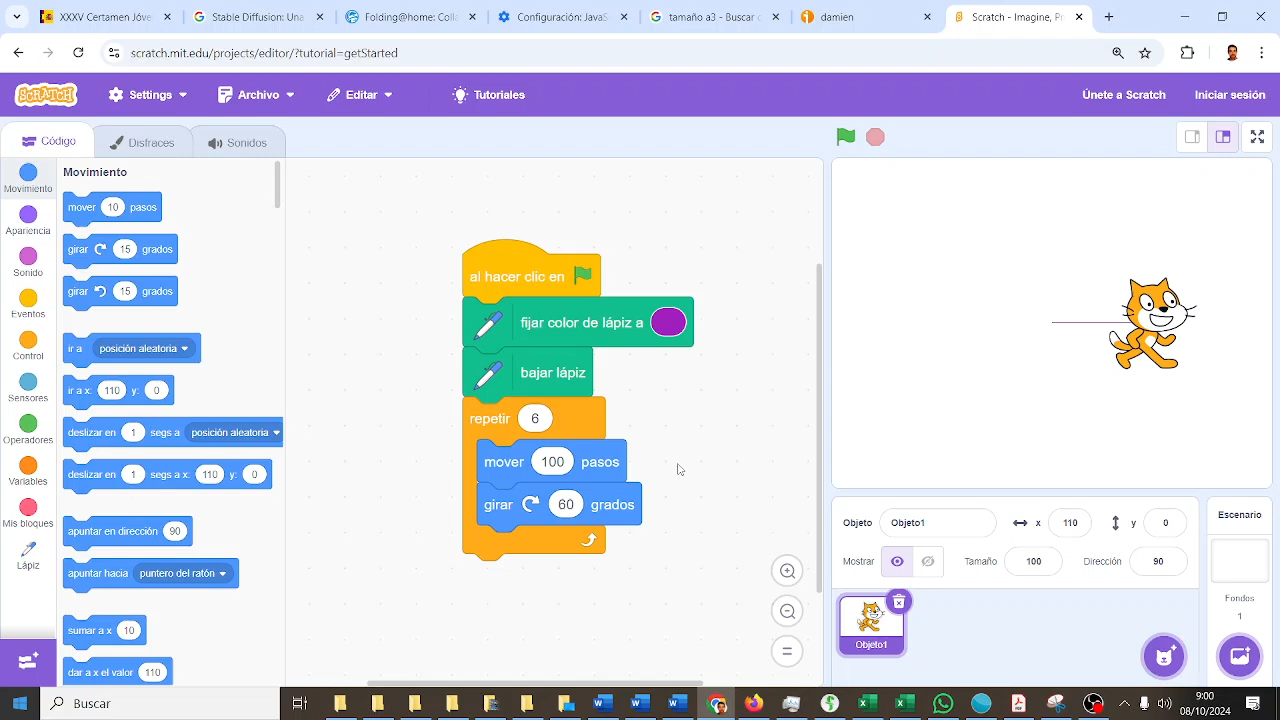 XXXV Certamen Jóve
Stable Diffusion: Una
Folding@home: Coll
Configuración: JavaS
tamaño a3 - Buscar c
damien
Scratch - Imagine, Pr
scratch.mit.edu/projects/editor/?tutorial=getStarted
SCRATCH
Settings
Archivo
Editar
Tutoriales
Únete a Scratch
Iniciar sesión
Código
Disfraces
Sonidos
Movimiento
Apariencia
Sonido
Eventos
Control
Sensores
Operadores
Variables
Mis bloques
Lápiz
Movimiento
mover 10 pasos
girar 15 grados
girar 15 grados
ir a posición aleatoria
ir a x: 110 y: 0
deslizar en 1 segs a posición aleatoria
deslizar en 1 segs a x: 110 y: 0
apuntar en dirección 90
apuntar hacia puntero del ratón
sumar a x 10
dar a x el valor 110
al hacer clic en
fijar color de lápiz a
bajar lápiz
repetir 6
mover 100 pasos
girar 60 grados
Objeto Objeto1 x 110 y 0
Mostrar Tamaño 100 Dirección 90
Objeto1
Escenario
Fondos
1
Buscar
9:00
08/10/2024